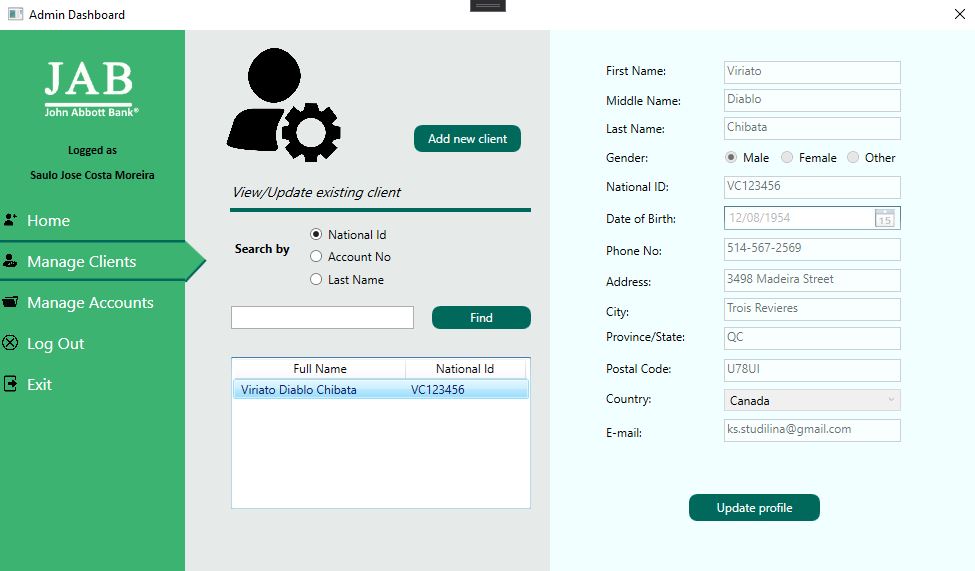 Admin Dashboard
JAB
John Abbott Bank®
Logged as
Saulo Jose Costa Moreira
Home
Manage Clients
Manage Accounts
Log Out
Exit
Add new client
View/Update existing client
Search by
National Id
Account No
Last Name
Find
Full Name National Id
Viriato Diablo Chibata VC123456
First Name: Viriato
Middle Name: Diablo
Last Name: Chibata
Gender: Male Female Other
National ID: VC123456
Date of Birth: 12/08/1954 15
Phone No: 514-567-2569
Address: 3498 Madeira Street
City: Trois Revieres
Province/State: QC
Postal Code: U78UI
Country: Canada
E-mail: ks.studilina@gmail.com
Update profile